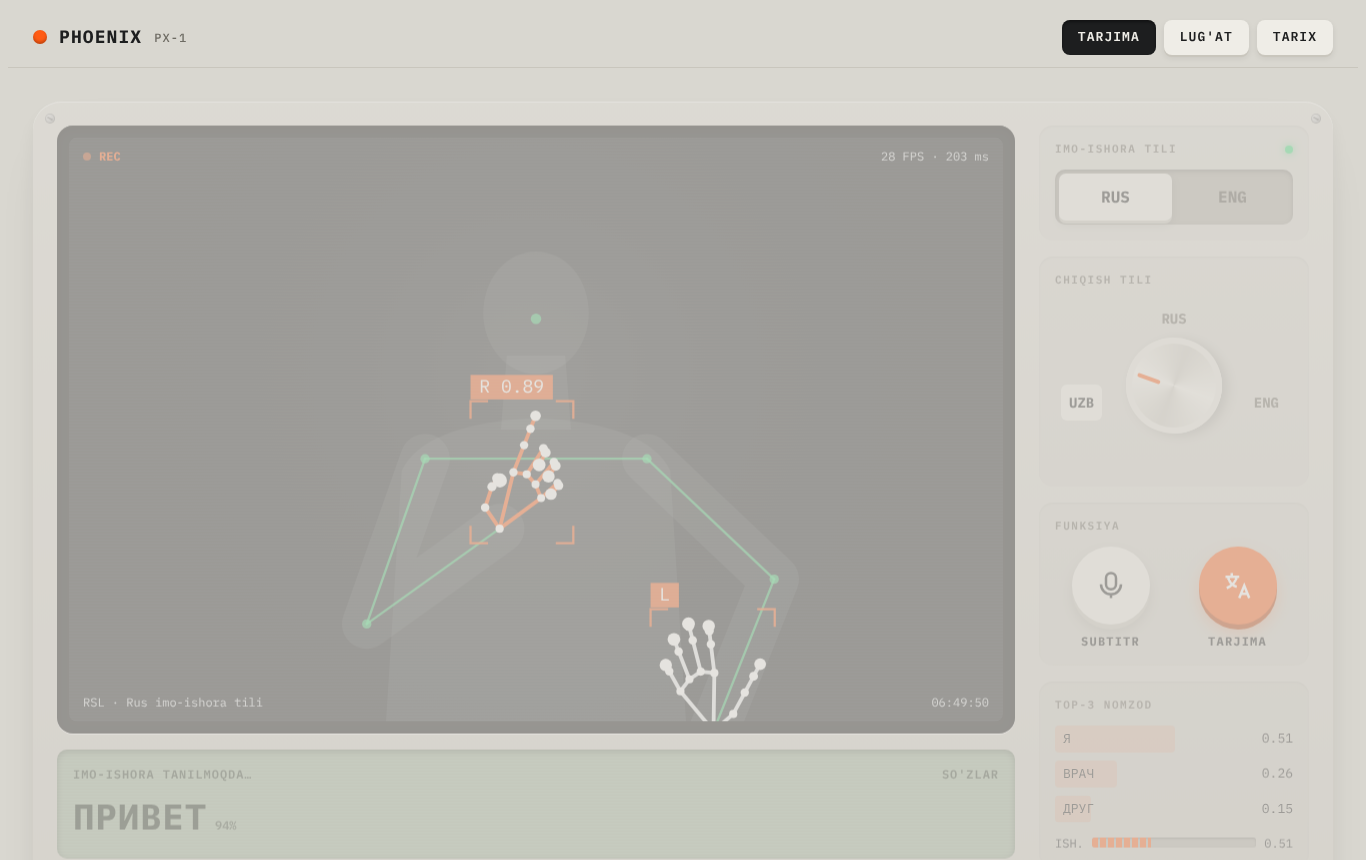 PHOENIX PX-1
TARJIMA LUG'AT TARIX
REC
28 FPS · 203 ms
R 0.89
L
RSL · Rus imo-ishora tili
06:49:50
IMO-ISHORA TANILMOQDA…
SO'ZLAR
ПРИВЕТ 94%
IMO-ISHORA TILI
RUS ENG
CHIQISH TILI
RUS
UZB
ENG
FUNKSIYA
SUBTITR TARJIMA
TOP-3 NOMZOD
Я 0.51
ВРАЧ 0.26
ДРУГ 0.15
ISH. 0.51